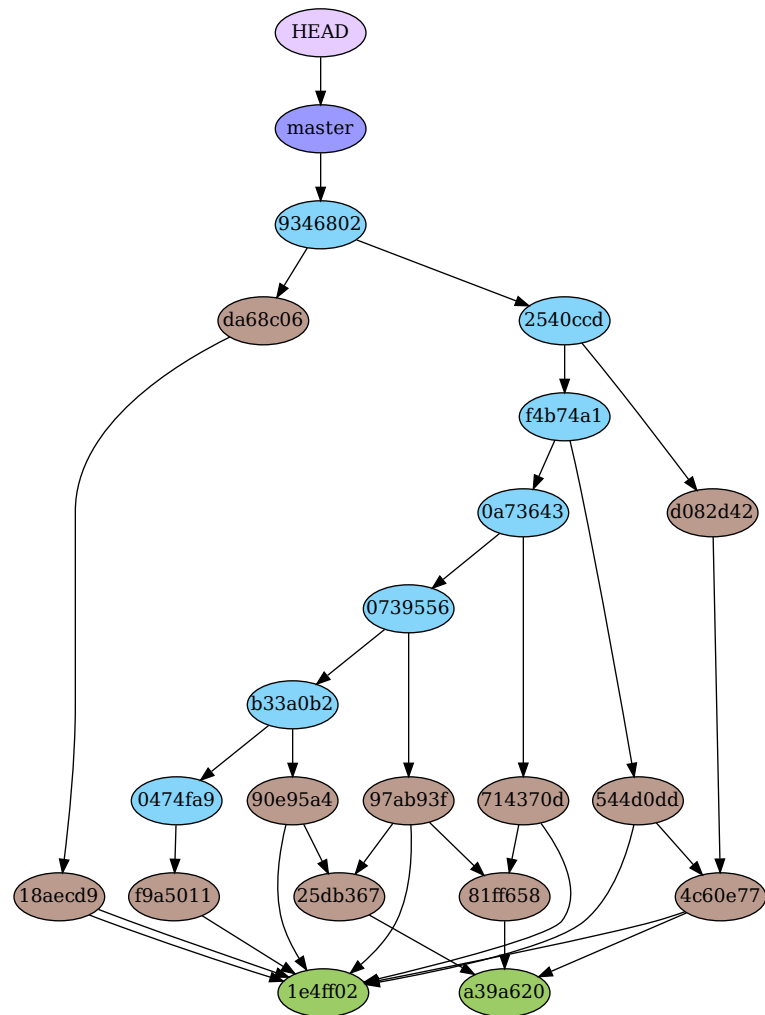 HEAD
master
9346802
da68c06
2540ccd
f4b74a1
0a73643
d082d42
0739556
b33a0b2
0474fa9
90e95a4
97ab93f
714370d
544d0dd
18aecd9
f9a5011
25db367
81ff658
4c60e77
1e4ff02
a39a620